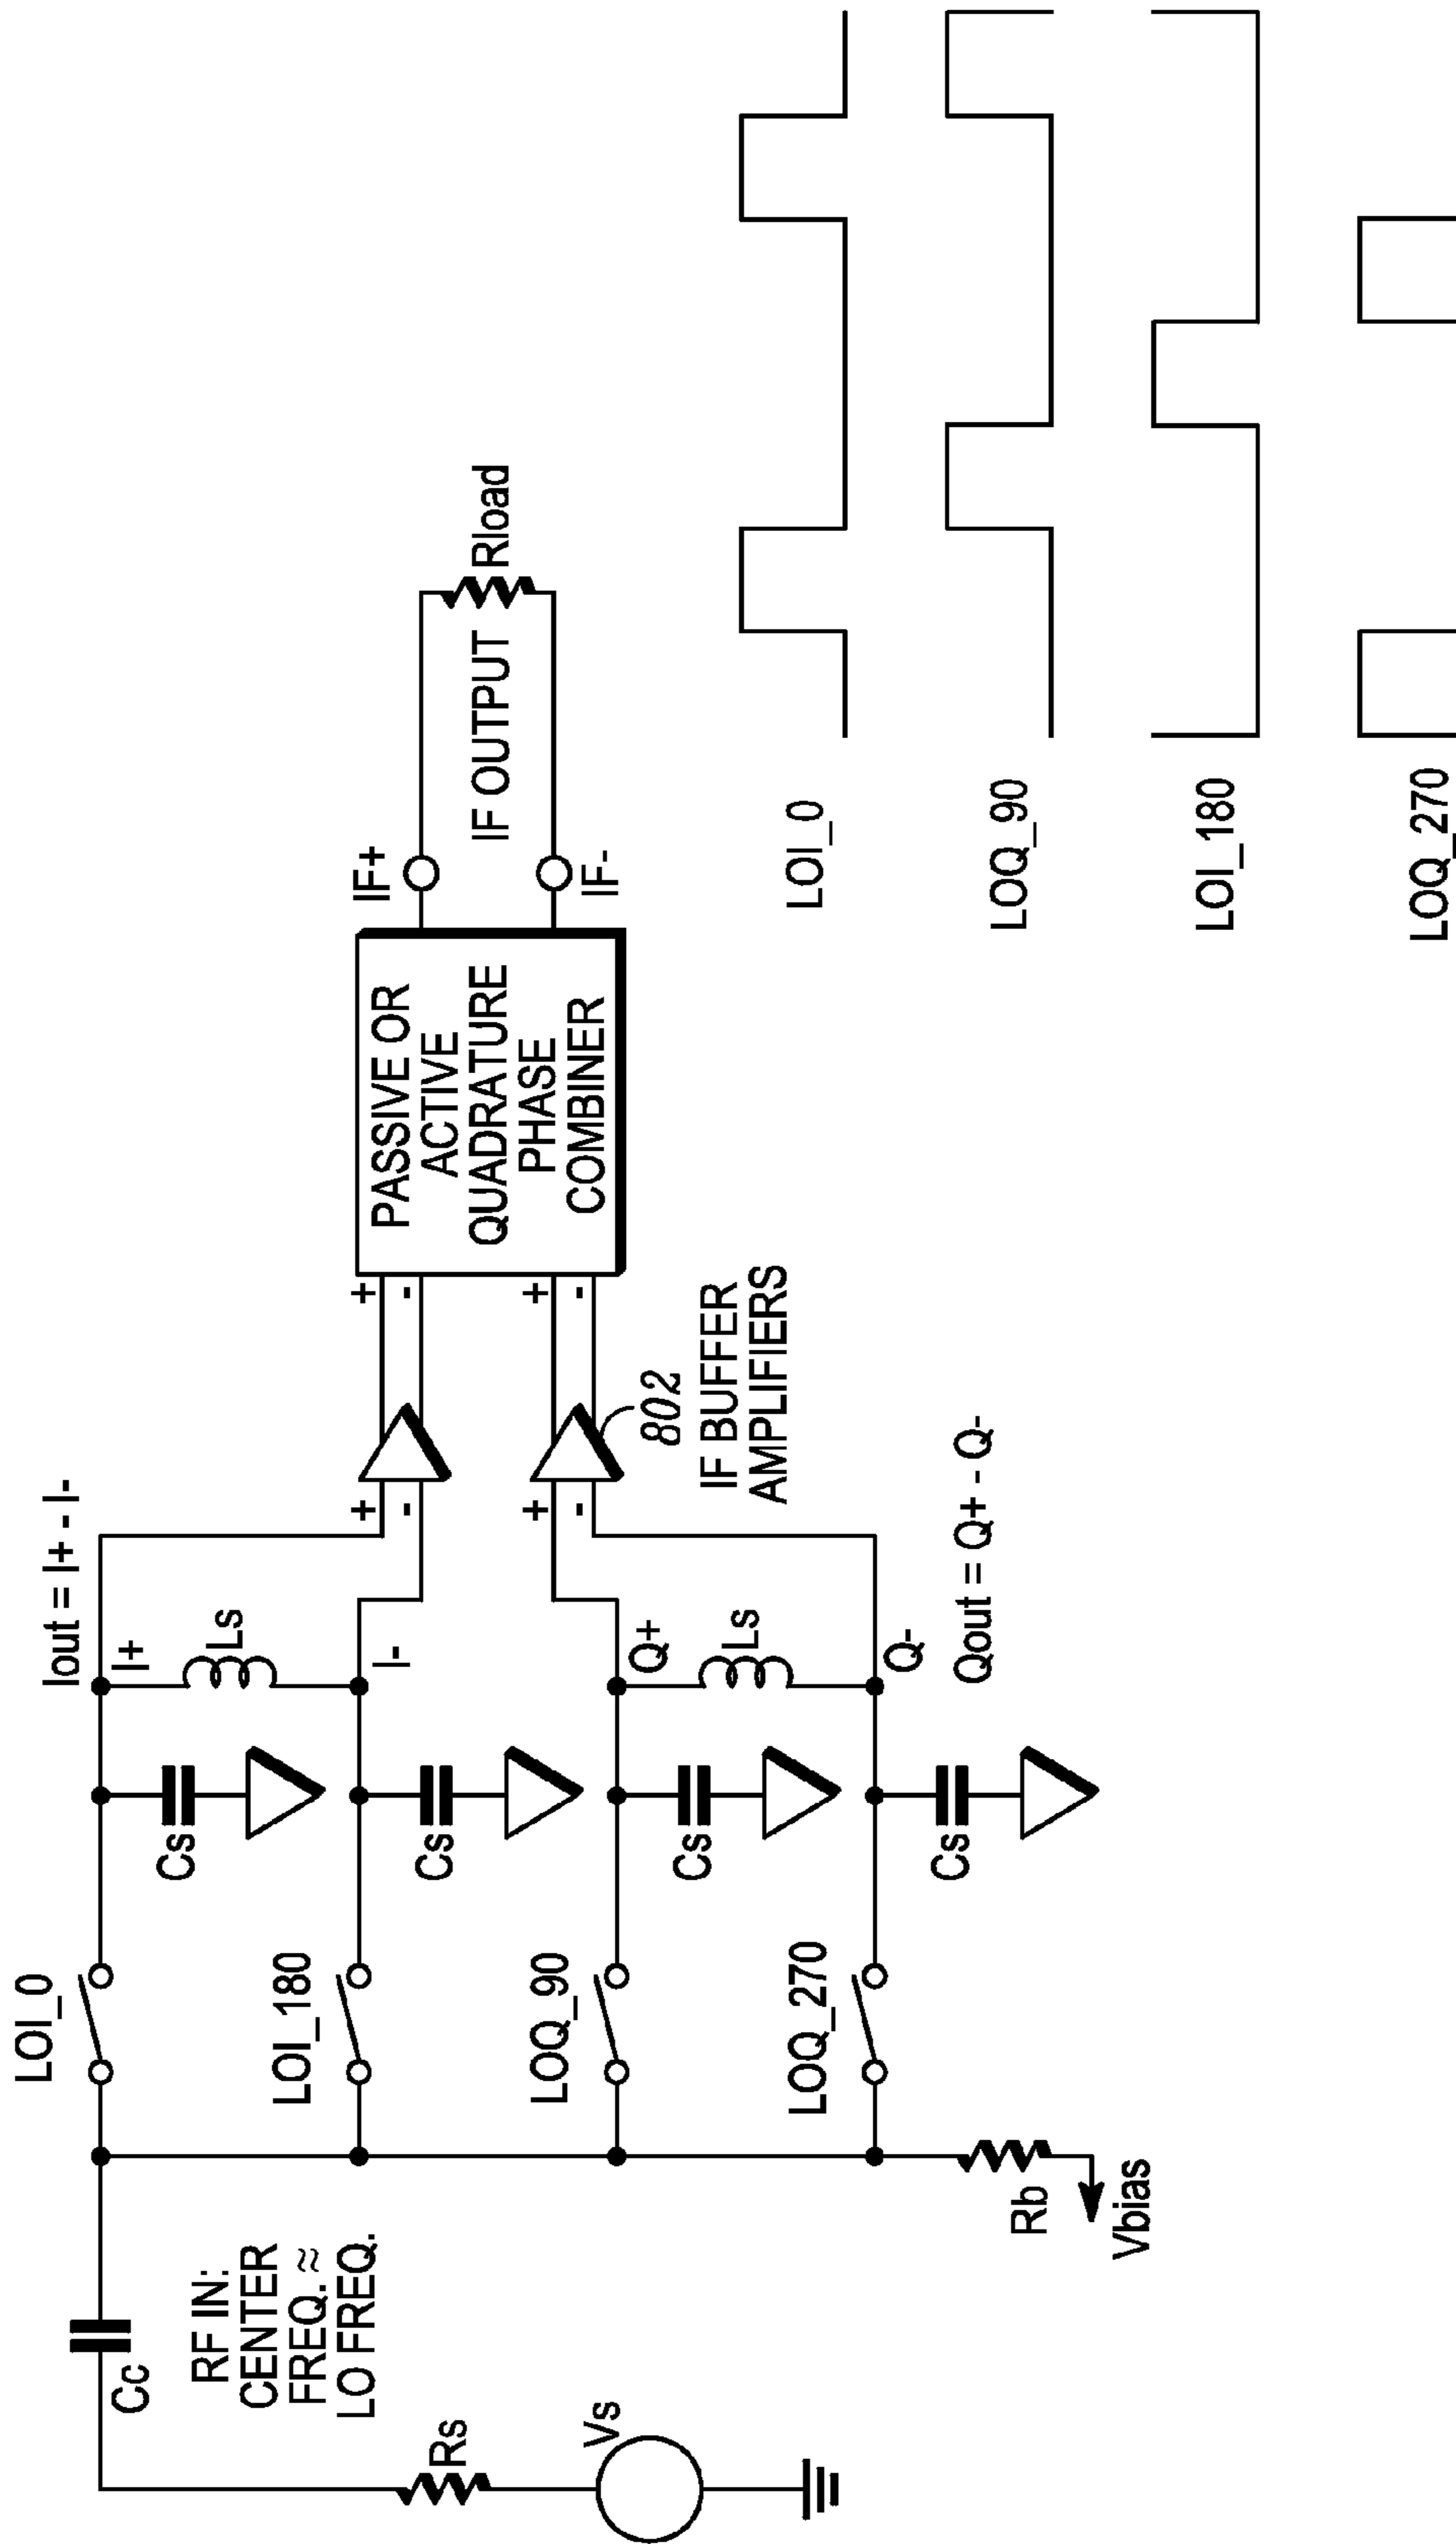 LOI_0
Iout = I+ - I-
I+
Cc
RF IN:
CENTER
FREQ. ≈
LO FREQ.
Cs
Ls
LOI_180
I-
Rs
Cs
+
-
+
-
PASSIVE OR
ACTIVE
QUADRATURE
PHASE
COMBINER
IF+
IF OUTPUT
Rload
IF-
LOQ_90
Q+
+
-
+
-
Vs
Cs
Ls
802
IF BUFFER
AMPLIFIERS
LOQ_270
Q-
Cs
Qout = Q+ - Q-
Rb
Vbias
LOI_0
LOQ_90
LOI_180
LOQ_270